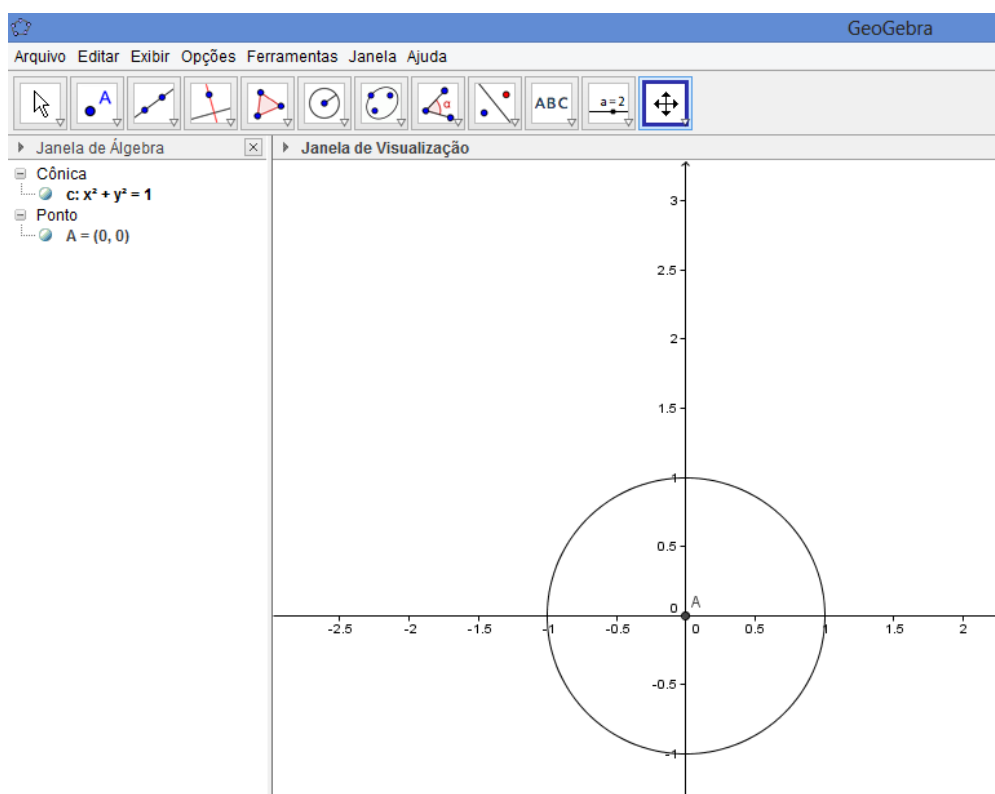 GeoGebra
Arquivo Editar Exibir Opções Ferramentas Janela Ajuda
A α ABC a=2
Janela de Álgebra
Janela de Visualização
Cônica
c: x² + y² = 1
Ponto
A = (0, 0)
3
2.5
2
1.5
1
0.5
0 A
-2.5 -2 -1.5 -1 -0.5 0 0.5 1 1.5 2
-0.5
-1